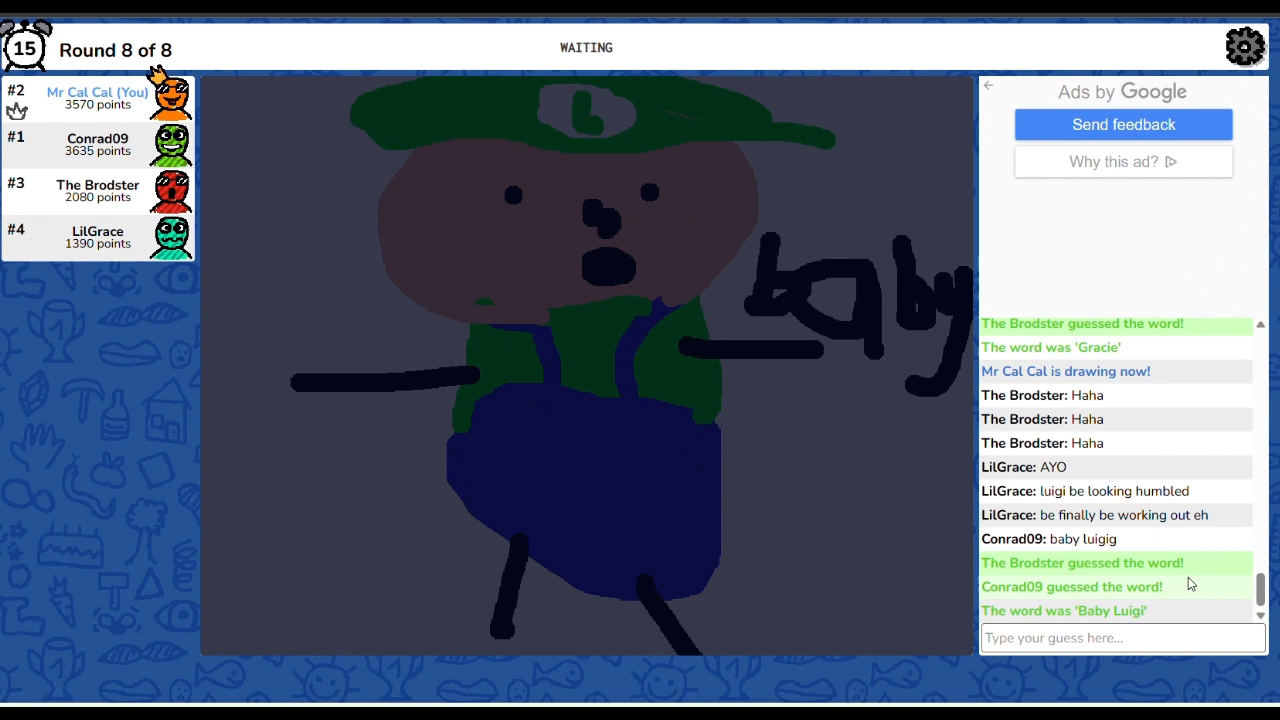 15
Round 8 of 8
WAITING
#2
Mr Cal Cal (You)
3570 points
#1
Conrad09
3635 points
#3
The Brodster
2080 points
#4
LilGrace
1390 points
L
baby
Ads by Google
Send feedback
Why this ad?
The Brodster guessed the word!
The word was 'Gracie'
Mr Cal Cal is drawing now!
The Brodster: Haha
The Brodster: Haha
The Brodster: Haha
LilGrace: AYO
LilGrace: luigi be looking humbled
LilGrace: be finally be working out eh
Conrad09: baby luigig
The Brodster guessed the word!
Conrad09 guessed the word!
The word was 'Baby Luigi'
Type your guess here...